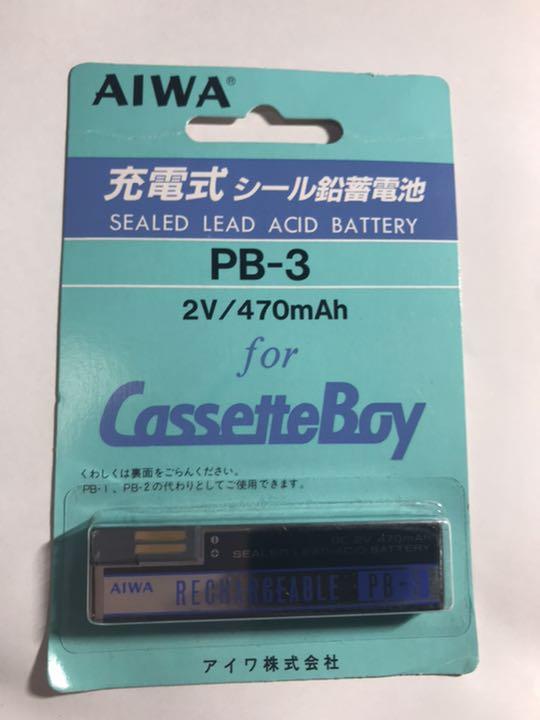 AIWA®
充電式 シール鉛蓄電池
SEALED LEAD ACID BATTERY
PB-3
2V/470mAh
for
CassetteBoy
くわしくは裏面をごらんください。
PB-1、PB-2の代わりとしてご使用できます。
DC 2V 470mAh
SEALED LEAD-ACID BATTERY
AIWA RECHARGEABLE PB-3
アイワ株式会社